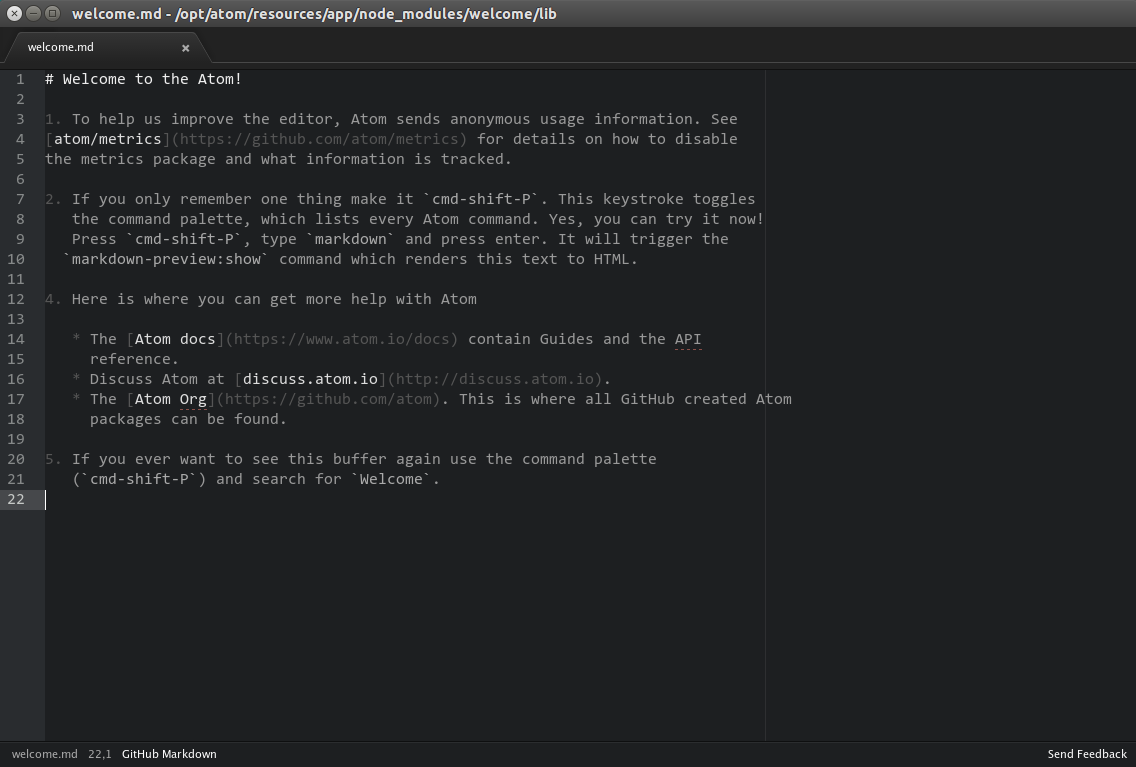 welcome.md - /opt/atom/resources/app/node_modules/welcome/lib
welcome.md ×
1 # Welcome to the Atom!
2
3 1. To help us improve the editor, Atom sends anonymous usage information. See
4 [atom/metrics](https://github.com/atom/metrics) for details on how to disable
5 the metrics package and what information is tracked.
6
7 2. If you only remember one thing make it `cmd-shift-P`. This keystroke toggles
8    the command palette, which lists every Atom command. Yes, you can try it now!
9    Press `cmd-shift-P`, type `markdown` and press enter. It will trigger the
10   `markdown-preview:show` command which renders this text to HTML.
11
12 4. Here is where you can get more help with Atom
13
14    * The [Atom docs](https://www.atom.io/docs) contain Guides and the API
15      reference.
16    * Discuss Atom at [discuss.atom.io](http://discuss.atom.io).
17    * The [Atom Org](https://github.com/atom). This is where all GitHub created Atom
18      packages can be found.
19
20 5. If you ever want to see this buffer again use the command palette
21    (`cmd-shift-P`) and search for `Welcome`.
22
welcome.md 22,1 GitHub Markdown Send Feedback